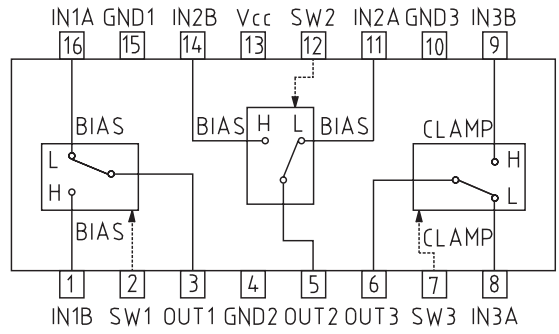 IN1A GND1 IN2B Vcc SW2 IN2A GND3 IN3B
16 15 14 13 12 11 10 9
BIAS BIAS H L BIAS CLAMP
L H
H L
BIAS CLAMP
1 2 3 4 5 6 7 8
IN1B SW1 OUT1 GND2 OUT2 OUT3 SW3 IN3A